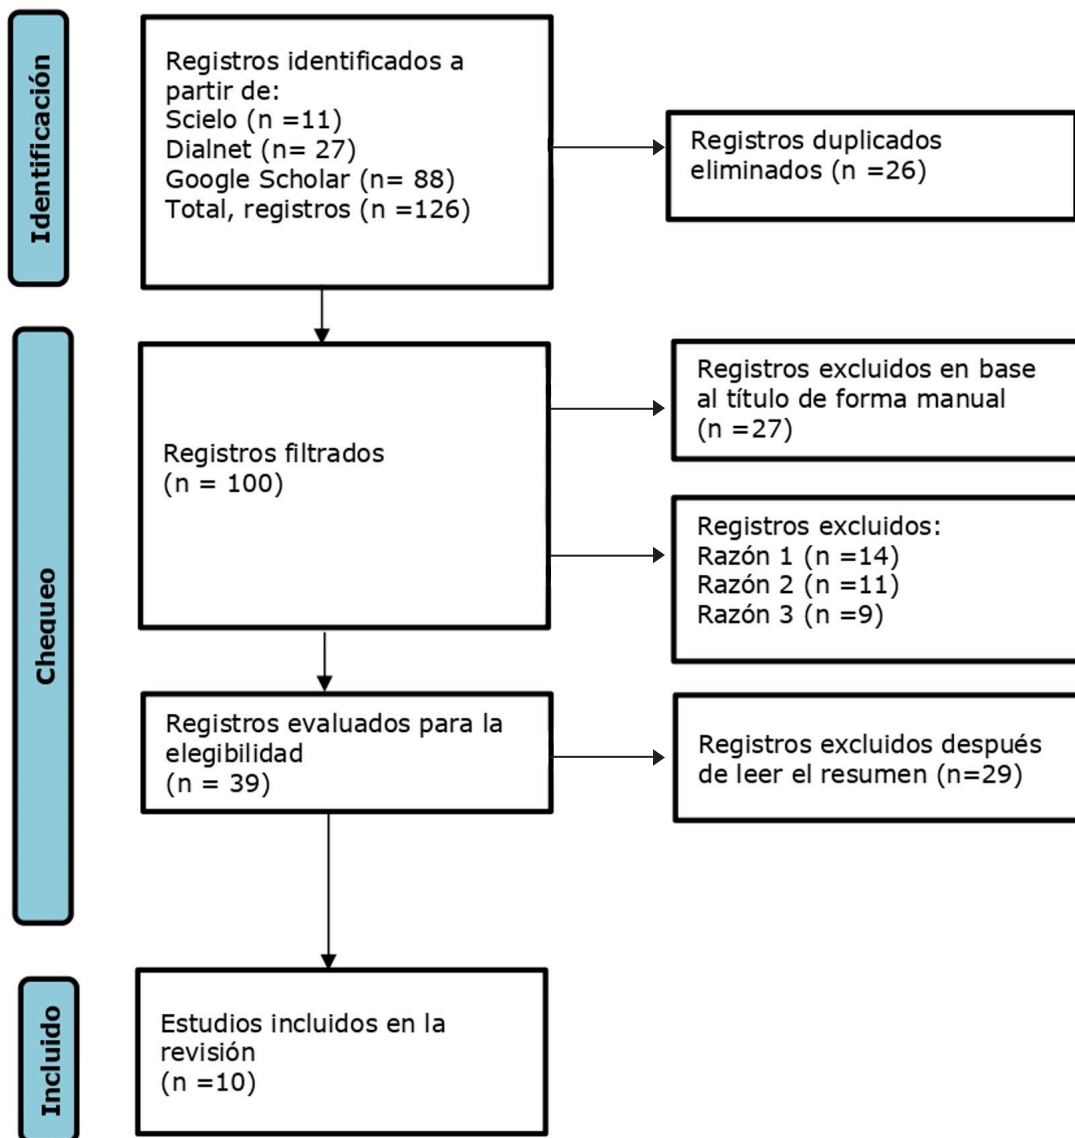 Identificación
Registros identificados a
partir de:
Scielo (n =11)
Dialnet (n= 27)
Google Scholar (n= 88)
Total, registros (n =126)
Registros duplicados
eliminados (n =26)
Chequeo
Registros filtrados
(n = 100)
Registros excluidos en base
al título de forma manual
(n =27)
Registros excluidos:
Razón 1 (n =14)
Razón 2 (n =11)
Razón 3 (n =9)
Registros evaluados para la
elegibilidad
(n = 39)
Registros excluidos después
de leer el resumen (n=29)
Incluido
Estudios incluidos en la
revisión
(n =10)